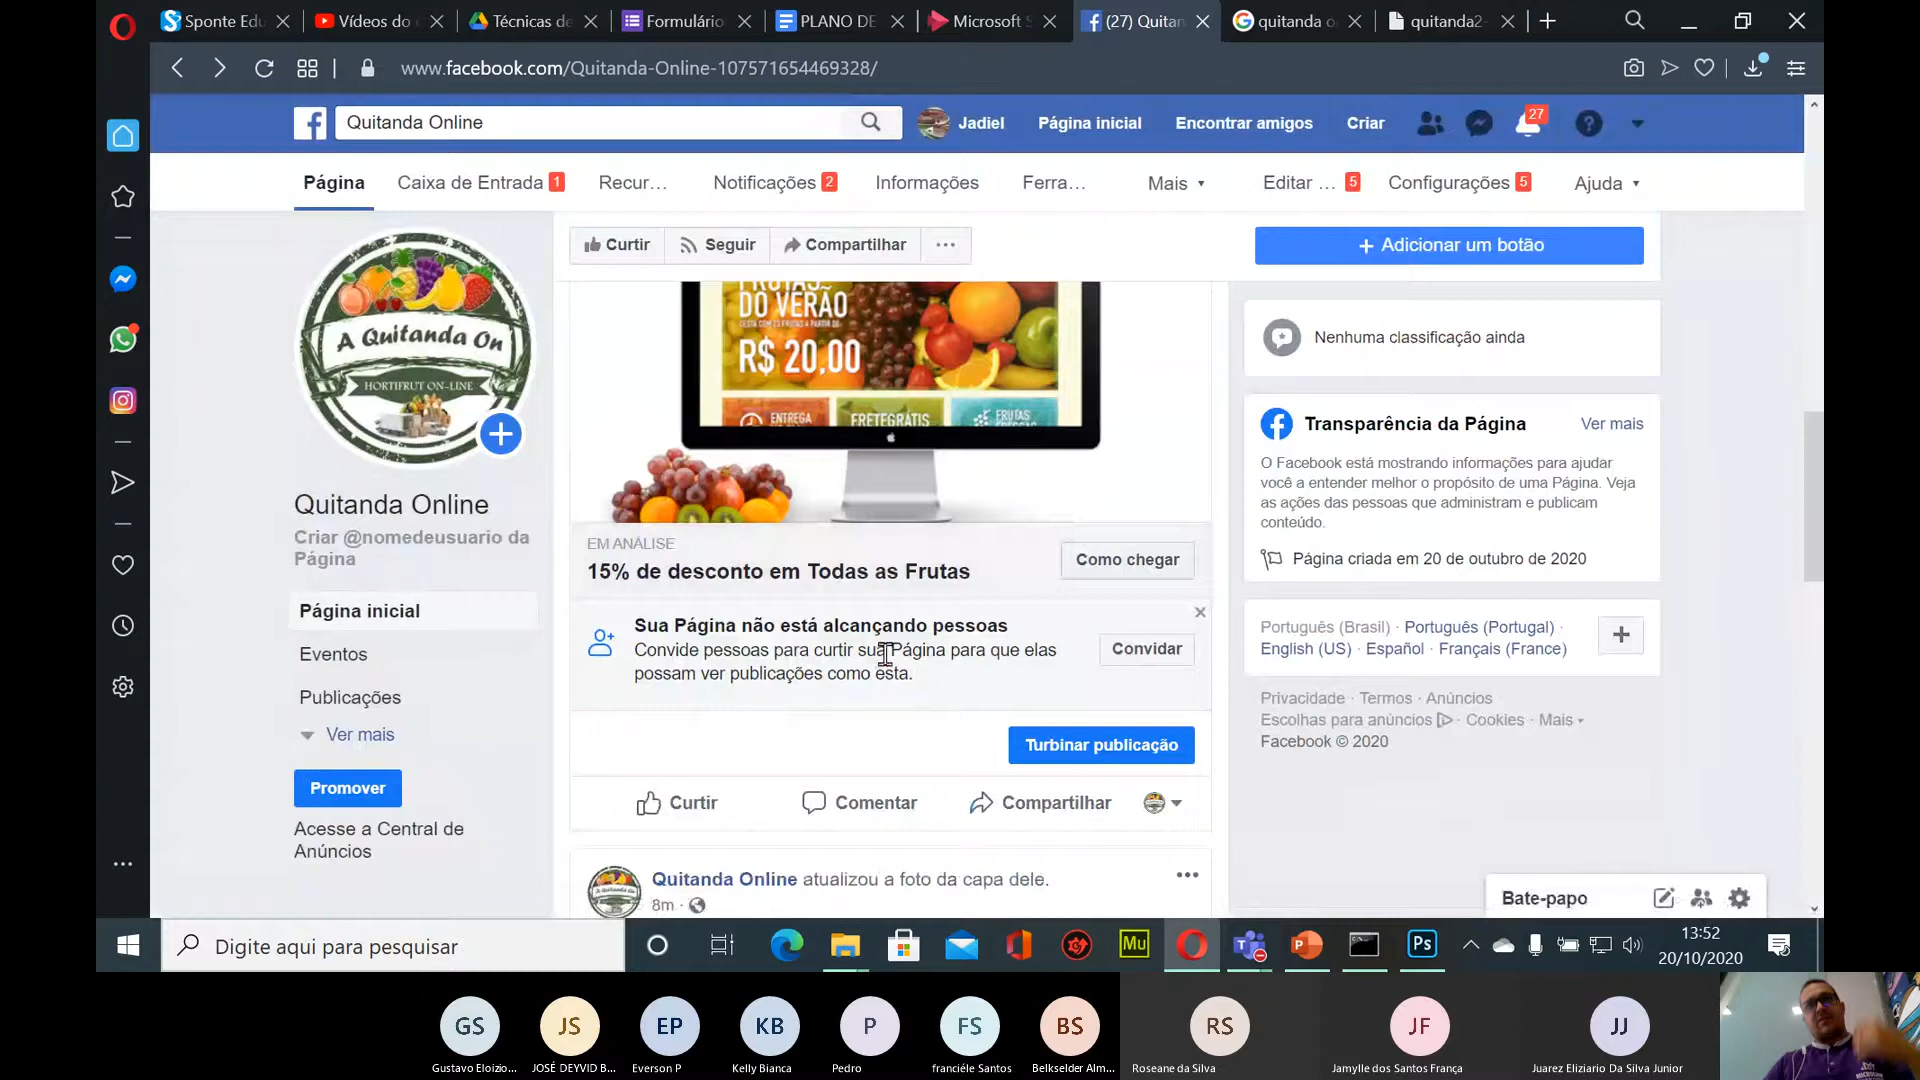 Sponte Edu
Vídeos do
Técnicas de
Formulário
PLANO DE
Microsoft S
(27) Quitan
quitanda o
quitanda2-
www.facebook.com/Quitanda-Online-107571654469328/
Quitanda Online
Jadiel
Página inicial
Encontrar amigos
Criar
27
Página
Caixa de Entrada 1
Recur...
Notificações 2
Informações
Ferra...
Mais
Editar ... 5
Configurações 5
Ajuda
Curtir
Seguir
Compartilhar
+ Adicionar um botão
A Quitanda On
HORTIFRUT ON-LINE
Quitanda Online
Criar @nomedeusuario da
Página
Página inicial
Eventos
Publicações
Ver mais
Promover
Acesse a Central de
Anúncios
FRUTAS
DO VERÃO
R$ 20,00
ENTREGA
FRETE GRÁTIS
FRUTAS
EM ANÁLISE
15% de desconto em Todas as Frutas
Como chegar
Sua Página não está alcançando pessoas
Convide pessoas para curtir sua Página para que elas
possam ver publicações como esta.
Convidar
Turbinar publicação
Curtir
Comentar
Compartilhar
Quitanda Online atualizou a foto da capa dele.
8m ·
Nenhuma classificação ainda
Transparência da Página
Ver mais
O Facebook está mostrando informações para ajudar
você a entender melhor o propósito de uma Página. Veja
as ações das pessoas que administram e publicam
conteúdo.
Página criada em 20 de outubro de 2020
Português (Brasil) · Português (Portugal) ·
English (US) · Español · Français (France)
Privacidade · Termos · Anúncios
Escolhas para anúncios · Cookies · Mais
Facebook © 2020
Bate-papo
Digite aqui para pesquisar
Mu
Ps
13:52
20/10/2020
GS
JS
EP
KB
P
FS
BS
RS
JF
JJ
Gustavo Eloizio...
JOSÉ DEYVID B...
Everson P
Kelly Bianca
Pedro
franciéle Santos
Belkselder Alm...
Roseane da Silva
Jamylle dos Santos França
Juarez Eliziario Da Silva Junior